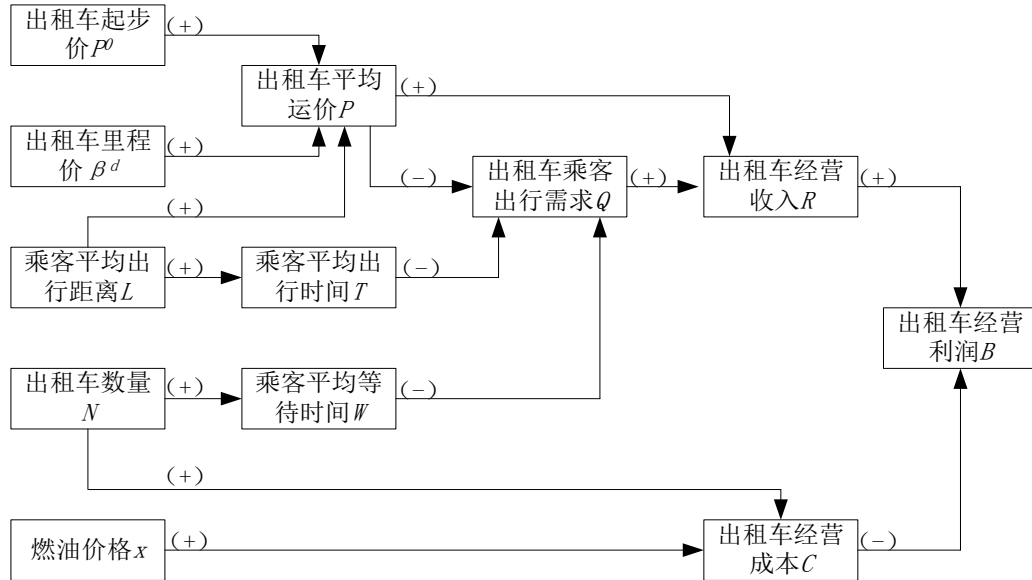 出租车起步
价P⁰
(+)
出租车平均
运价P
(+)
出租车里程
价βᵈ
(+)
(+)
(-)
出租车乘客
出行需求Q
(+)
出租车经营
收入R
(+)
乘客平均出
行距离L
(+)
乘客平均出
行时间T
(-)
出租车经营
利润B
出租车数量
N
(+)
乘客平均等
待时间W
(-)
(+)
燃油价格x
(+)
出租车经营
成本C
(-)